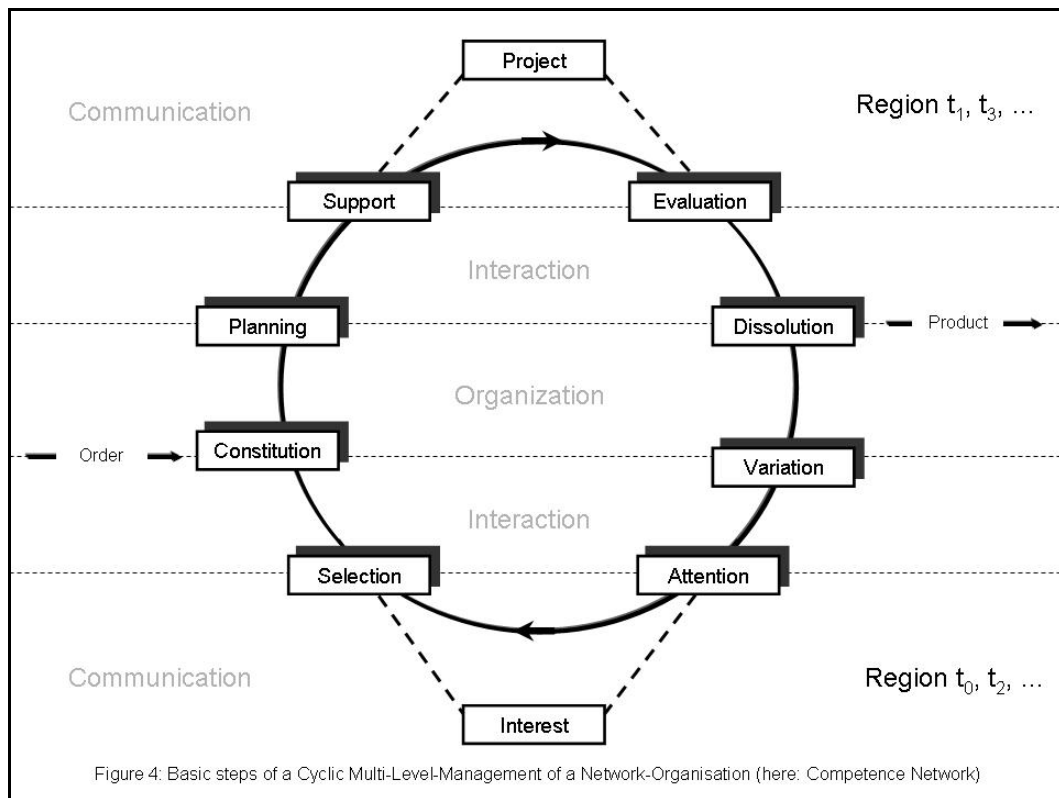 Project
Communication
Region t₁, t₃, ...
Support
Evaluation
Interaction
Planning
Dissolution
Product
Organization
Order
Constitution
Variation
Interaction
Selection
Attention
Communication
Region t₀, t₂, ...
Interest
Figure 4: Basic steps of a Cyclic Multi-Level-Management of a Network-Organisation (here: Competence Network)